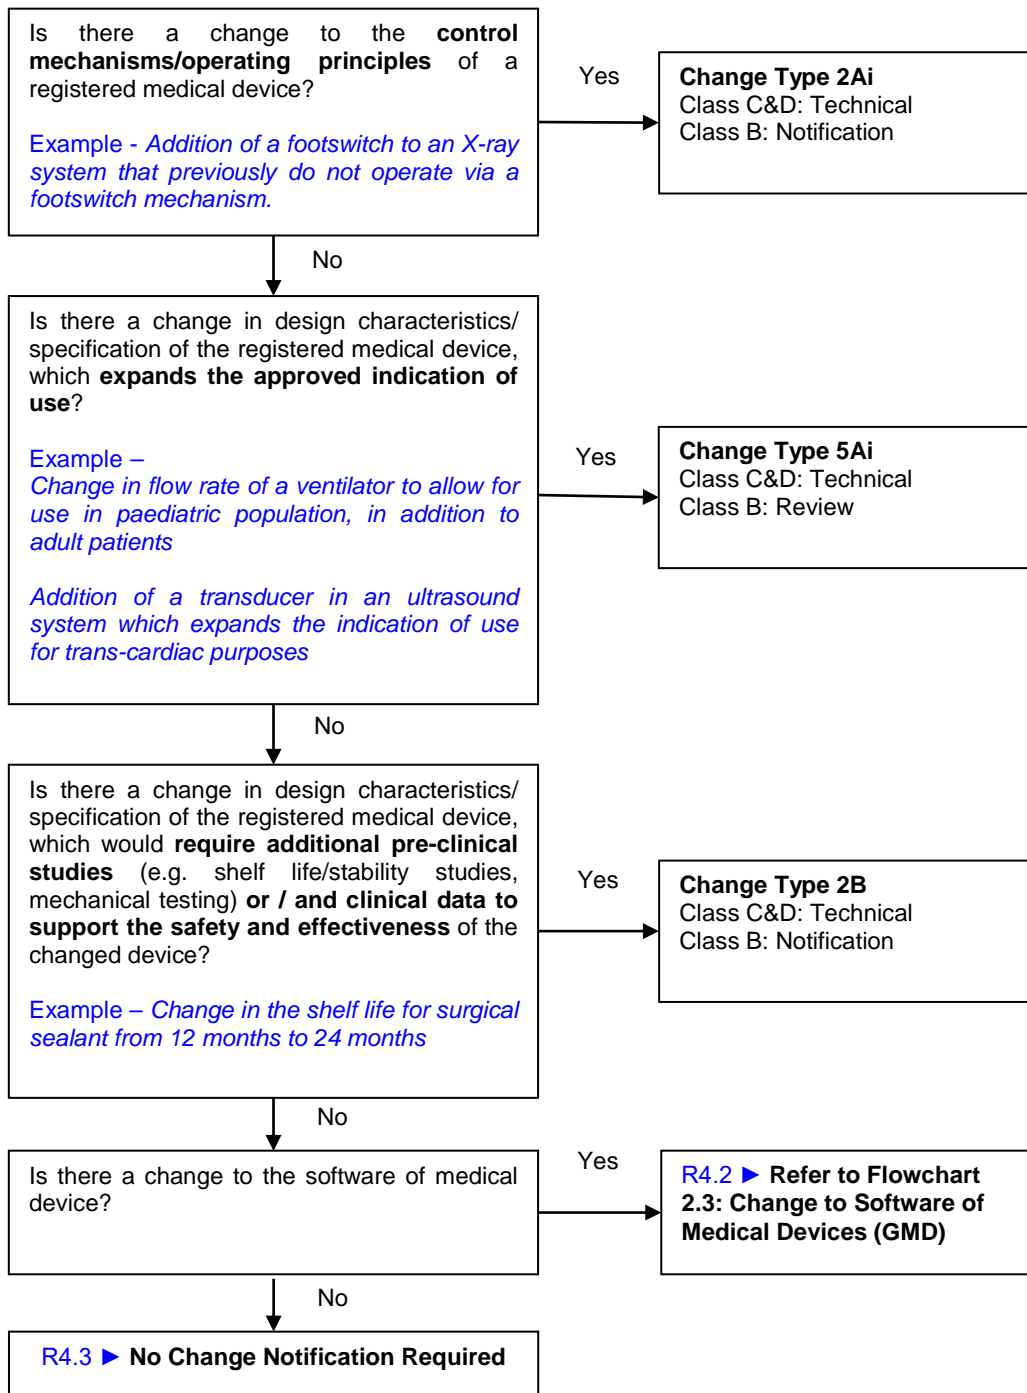 Is there a change to the control
mechanisms/operating principles of a
registered medical device?
Example - Addition of a footswitch to an X-ray
system that previously do not operate via a
footswitch mechanism.
Yes
Change Type 2Ai
Class C&D: Technical
Class B: Notification
No
Is there a change in design characteristics/
specification of the registered medical device,
which expands the approved indication of
use?
Example –
Change in flow rate of a ventilator to allow for
use in paediatric population, in addition to
adult patients
Addition of a transducer in an ultrasound
system which expands the indication of use
for trans-cardiac purposes
Yes
Change Type 5Ai
Class C&D: Technical
Class B: Review
No
Is there a change in design characteristics/
specification of the registered medical device,
which would require additional pre-clinical
studies (e.g. shelf life/stability studies,
mechanical testing) or / and clinical data to
support the safety and effectiveness of the
changed device?
Example – Change in the shelf life for surgical
sealant from 12 months to 24 months
Yes
Change Type 2B
Class C&D: Technical
Class B: Notification
No
Is there a change to the software of medical
device?
Yes
R4.2 ► Refer to Flowchart
2.3: Change to Software of
Medical Devices (GMD)
No
R4.3 ► No Change Notification Required